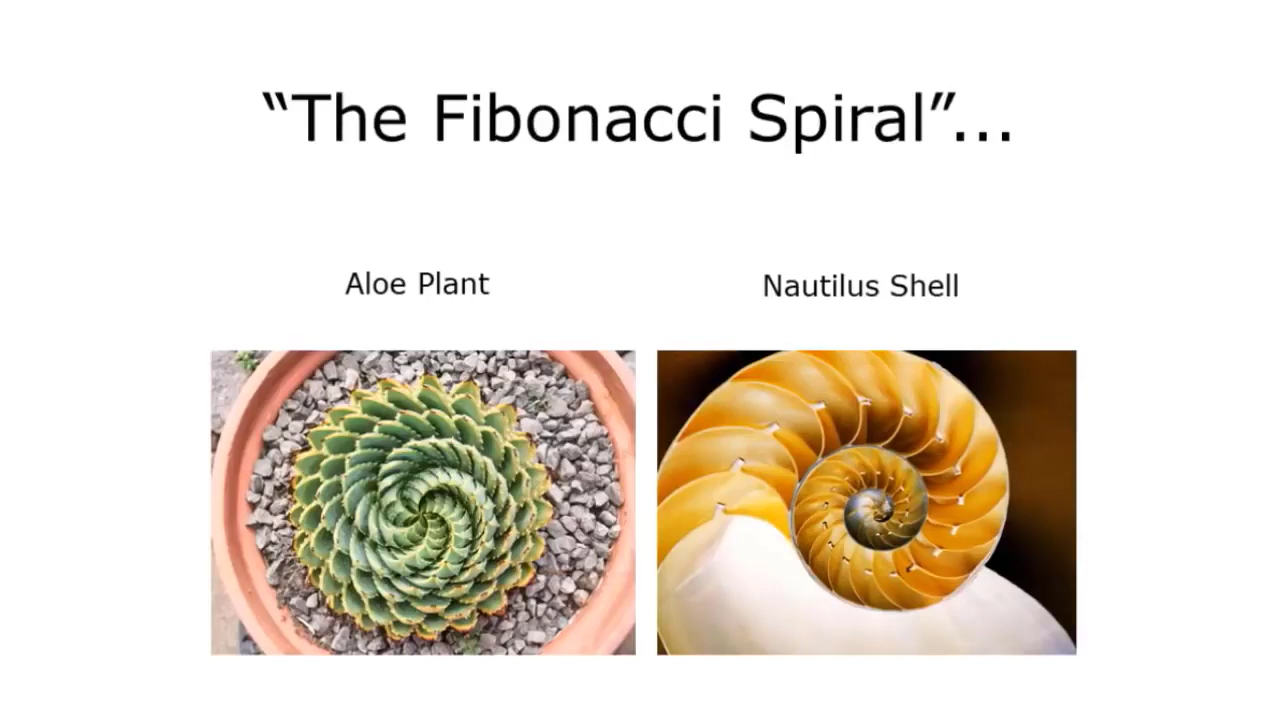 “The Fibonacci Spiral”...
Aloe Plant
Nautilus Shell